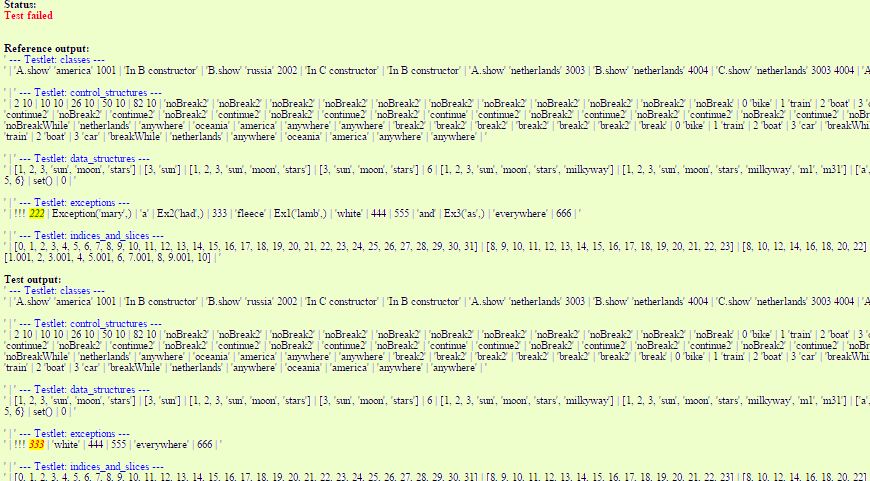 Status:
Test failed
Reference output:
' --- Testlet: classes ---
' | 'A.show' 'america' 1001 | 'In B constructor' | 'B.show' 'russia' 2002 | 'In C constructor' | 'In B constructor' | 'A.show' 'netherlands' 3003 | 'B.show' 'netherlands' 4004 | 'C.show' 'netherlands' 3003 4004 | 'A
' | ' --- Testlet: control_structures ---
' | 2 10 | 10 10 | 26 10 | 50 10 | 82 10 | 'noBreak2' | 'noBreak2' | 'noBreak2' | 'noBreak2' | 'noBreak2' | 'noBreak2' | 'noBreak2' | 'noBreak2' | 'noBreak2' | 'noBreak' | 0 'bike' | 1 'train' | 2 'boat' | 3 'c
'continue2' | 'continue2' | 'continue2' | 'continue2' | 'continue2' | 'continue2' | 'continue2' | 'continue' | 'continue2' | 'continue2' | 'continue2' | 'continue2' | 'continue2' | 'continue2' | 'noBr
'noBreakWhile' | 'netherlands' | 'anywhere' | 'oceania' | 'america' | 'anywhere' | 'anywhere' | 'break2' | 'break2' | 'break2' | 'break2' | 'break2' | 'break2' | 'break' | 0 'bike' | 1 'train' | 2 'boat' | 3 'car' | 'breakWhi
'train' | 2 'boat' | 3 'car' | 'breakWhile' | 'netherlands' | 'anywhere' | 'oceania' | 'america' | 'anywhere' | 'anywhere' | '
' | ' --- Testlet: data_structures ---
' | [1, 2, 3, 'sun', 'moon', 'stars'] | [3, 'sun'] | [1, 2, 3, 'sun', 'moon', 'stars'] | [3, 'sun', 'moon', 'stars'] | 6 | [1, 2, 3, 'sun', 'moon', 'stars', 'milkyway'] | [1, 2, 3, 'sun', 'moon', 'stars', 'milkyway', 'm1', 'm31'] | ['a',
5, 6} | set() | 0 | '
' | ' --- Testlet: exceptions ---
' | !!! 222 | Exception('mary',) | 'a' | Ex2('had',) | 333 | 'fleece' | Ex1('lamb',) | 'white' | 444 | 555 | 'and' | Ex3('as',) | 'everywhere' | 666 | '
' | ' --- Testlet: indices_and_slices ---
' | [0, 1, 2, 3, 4, 5, 6, 7, 8, 9, 10, 11, 12, 13, 14, 15, 16, 17, 18, 19, 20, 21, 22, 23, 24, 25, 26, 27, 28, 29, 30, 31] | [8, 9, 10, 11, 12, 13, 14, 15, 16, 17, 18, 19, 20, 21, 22, 23] | [8, 10, 12, 14, 16, 18, 20, 22]
[1.001, 2, 3.001, 4, 5.001, 6, 7.001, 8, 9.001, 10] | '
Test output:
' --- Testlet: classes ---
' | 'A.show' 'america' 1001 | 'In B constructor' | 'B.show' 'russia' 2002 | 'In C constructor' | 'In B constructor' | 'A.show' 'netherlands' 3003 | 'B.show' 'netherlands' 4004 | 'C.show' 'netherlands' 3003 4004 | 'A
' | ' --- Testlet: control_structures ---
' | 2 10 | 10 10 | 26 10 | 50 10 | 82 10 | 'noBreak2' | 'noBreak2' | 'noBreak2' | 'noBreak2' | 'noBreak2' | 'noBreak2' | 'noBreak2' | 'noBreak2' | 'noBreak2' | 'noBreak' | 0 'bike' | 1 'train' | 2 'boat' | 3 'c
'continue2' | 'continue2' | 'continue2' | 'continue2' | 'continue2' | 'continue2' | 'continue2' | 'continue' | 'continue2' | 'continue2' | 'continue2' | 'continue2' | 'continue2' | 'continue2' | 'noBr
'noBreakWhile' | 'netherlands' | 'anywhere' | 'oceania' | 'america' | 'anywhere' | 'anywhere' | 'break2' | 'break2' | 'break2' | 'break2' | 'break2' | 'break2' | 'break' | 0 'bike' | 1 'train' | 2 'boat' | 3 'car' | 'breakWhi
'train' | 2 'boat' | 3 'car' | 'breakWhile' | 'netherlands' | 'anywhere' | 'oceania' | 'america' | 'anywhere' | 'anywhere' | '
' | ' --- Testlet: data_structures ---
' | [1, 2, 3, 'sun', 'moon', 'stars'] | [3, 'sun'] | [1, 2, 3, 'sun', 'moon', 'stars'] | [3, 'sun', 'moon', 'stars'] | 6 | [1, 2, 3, 'sun', 'moon', 'stars', 'milkyway'] | [1, 2, 3, 'sun', 'moon', 'stars', 'milkyway', 'm1', 'm31'] | ['a',
5, 6} | set() | 0 | '
' | ' --- Testlet: exceptions ---
' | !!! 333 | 'white' | 444 | 555 | 'everywhere' | 666 | '
' | ' --- Testlet: indices_and_slices ---
' | [0, 1, 2, 3, 4, 5, 6, 7, 8, 9, 10, 11, 12, 13, 14, 15, 16, 17, 18, 19, 20, 21, 22, 23, 24, 25, 26, 27, 28, 29, 30, 31] | [8, 9, 10, 11, 12, 13, 14, 15, 16, 17, 18, 19, 20, 21, 22, 23] | [8, 10, 12, 14, 16, 18, 20, 22]